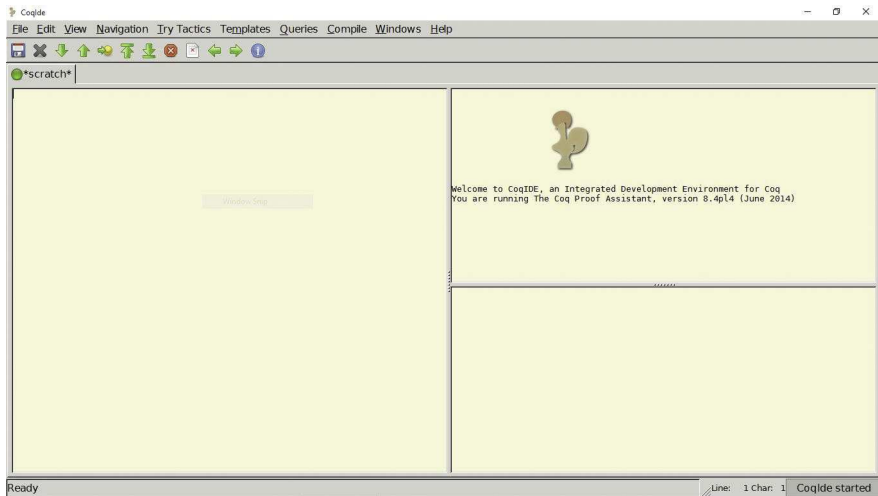 CoqIde
File Edit View Navigation Try Tactics Templates Queries Compile Windows Help
*scratch*
Welcome to CoqIDE, an Integrated Development Environment for Coq
You are running The Coq Proof Assistant, version 8.4pl4 (June 2014)
Ready
Line: 1 Char: 1 CoqIde started